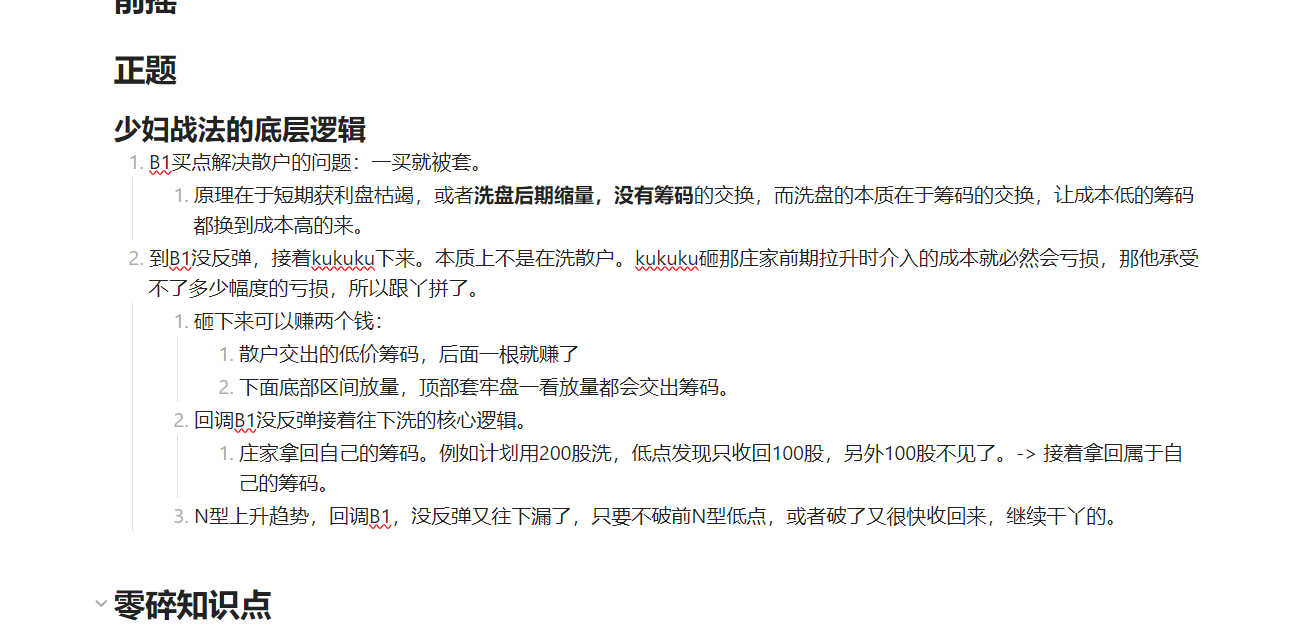 前摇
正题
少妇战法的底层逻辑
1. B1买点解决散户的问题：一买就被套。
1. 原理在于短期获利盘枯竭，或者洗盘后期缩量，没有筹码的交换，而洗盘的本质在于筹码的交换，让成本低的筹码
都换到成本高的来。
2. 到B1没反弹，接着kukuku下来。本质上不是在洗散户。kukuku砸那庄家前期拉升时介入的成本就必然会亏损，那他承受
不了多少幅度的亏损，所以跟丫拼了。
1. 砸下来可以赚两个钱：
1. 散户交出的低价筹码，后面一根就赚了
2. 下面底部区间放量，顶部套牢盘一看放量都会交出筹码。
2. 回调B1没反弹接着往下洗的核心逻辑。
1. 庄家拿回自己的筹码。例如计划用200股洗，低点发现只收回100股，另外100股不见了。-> 接着拿回属于自
己的筹码。
3. N型上升趋势，回调B1，没反弹又往下漏了，只要不破前N型低点，或者破了又很快收回来，继续干丫的。
零碎知识点